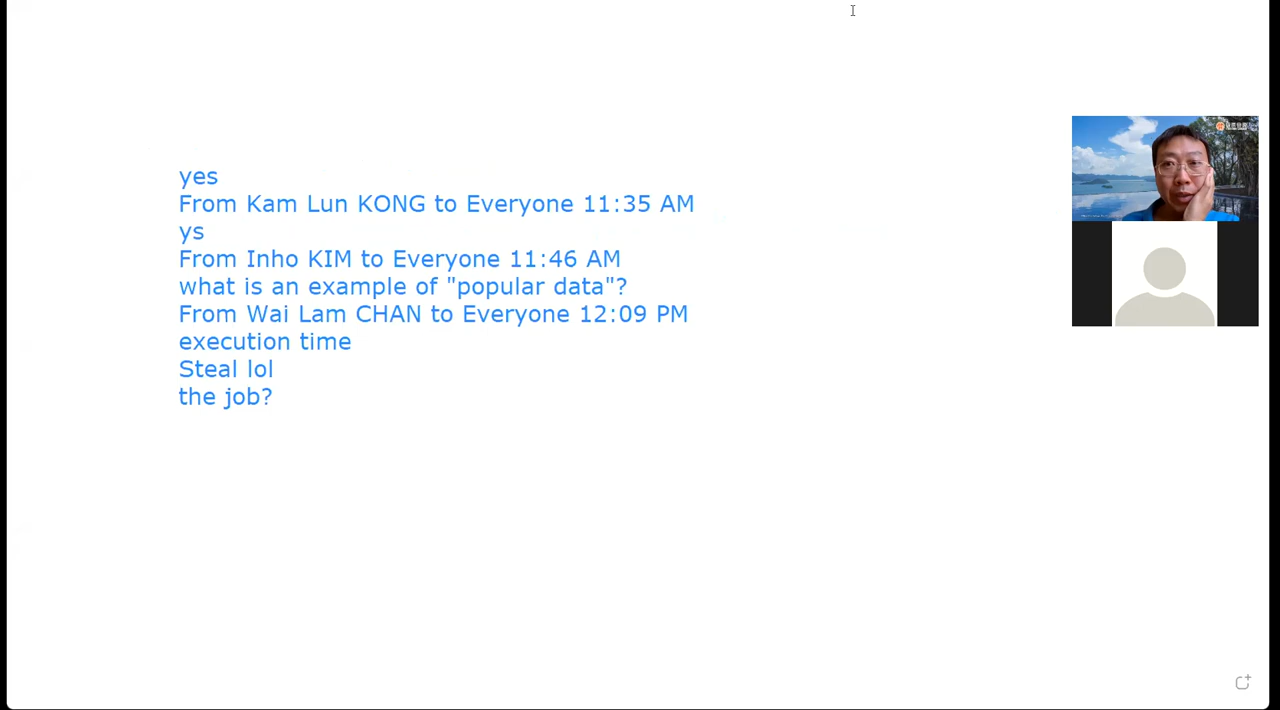 yes
From Kam Lun KONG to Everyone 11:35 AM
ys
From Inho KIM to Everyone 11:46 AM
what is an example of "popular data"?
From Wai Lam CHAN to Everyone 12:09 PM
execution time
Steal lol
the job?